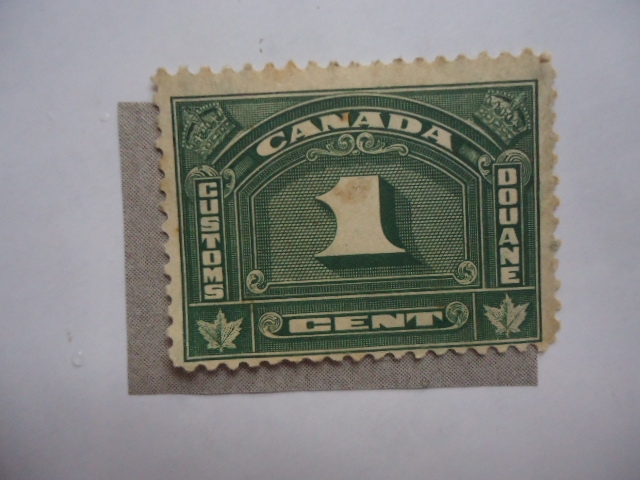 CANADA
CUSTOMS
1
DOUANE
CENT